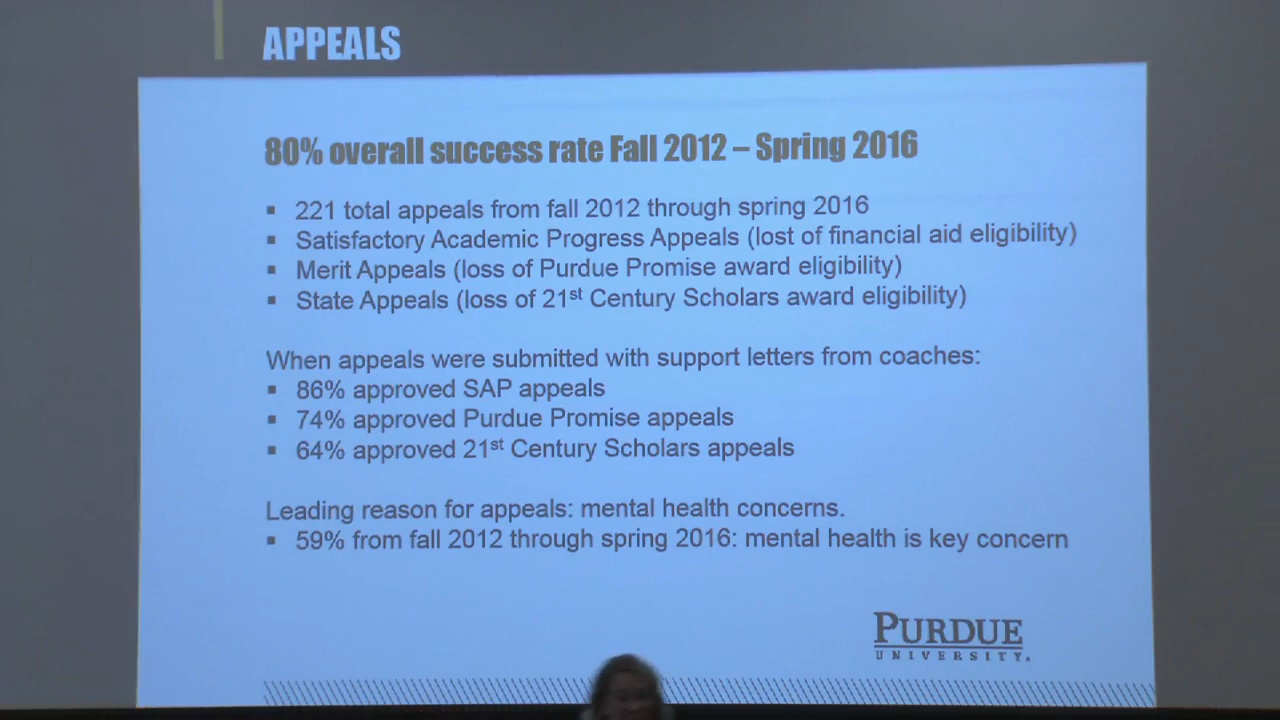 APPEALS
80% overall success rate Fall 2012 – Spring 2016
▪ 221 total appeals from fall 2012 through spring 2016
▪ Satisfactory Academic Progress Appeals (lost of financial aid eligibility)
▪ Merit Appeals (loss of Purdue Promise award eligibility)
▪ State Appeals (loss of 21st Century Scholars award eligibility)
When appeals were submitted with support letters from coaches:
▪ 86% approved SAP appeals
▪ 74% approved Purdue Promise appeals
▪ 64% approved 21st Century Scholars appeals
Leading reason for appeals: mental health concerns.
▪ 59% from fall 2012 through spring 2016: mental health is key concern
PURDUE
UNIVERSITY.